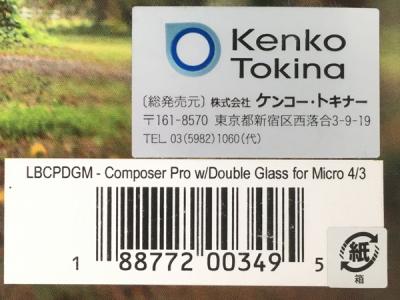 Kenko
Tokina
〔総発売元〕 株式会社 ケンコー・トキナー
〒161-8570 東京都新宿区西落合3-9-19
TEL 03(5982)1060(代)
LBCPDGM - Composer Pro w/Double Glass for Micro 4/3
1 88772 00349 5
紙
箱